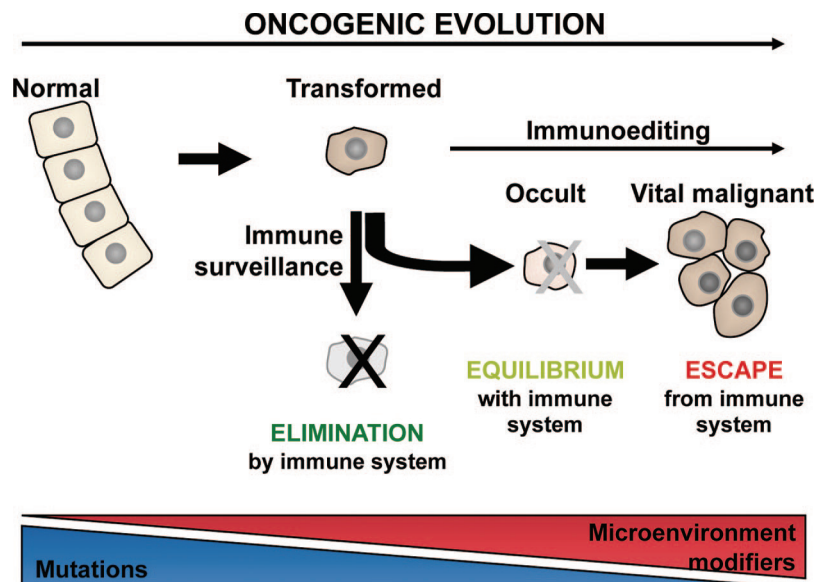 ONCOGENIC EVOLUTION
Normal
Transformed
Immunoediting
Occult
Vital malignant
Immune
surveillance
EQUILIBRIUM
with immune
system
ESCAPE
from immune
system
ELIMINATION
by immune system
Microenvironment
modifiers
Mutations